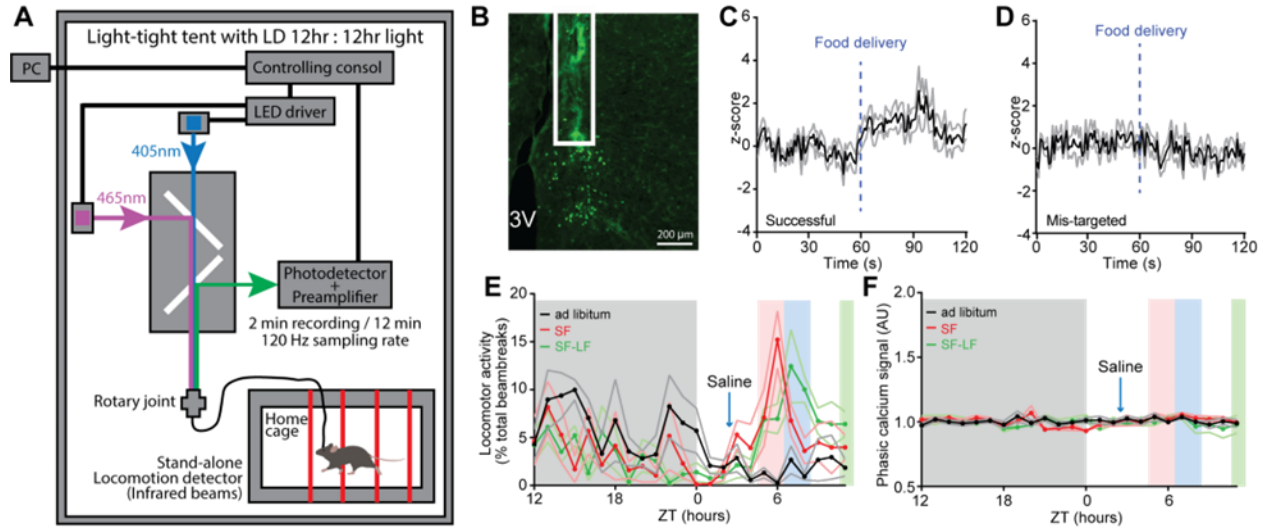 A
Light-tight tent with LD 12hr : 12hr light
PC
Controlling consol
LED driver
405nm
465nm
Photodetector
+
Preamplifier
2 min recording / 12 min
120 Hz sampling rate
Rotary joint
Home
cage
Stand-alone
Locomotion detector
(Infrared beams)
B
3V
200 µm
C
Food delivery
z-score
6
4
2
0
-2
-4
Successful
0
30
60
90
120
Time (s)
D
Food delivery
z-score
6
4
2
0
-2
-4
Mis-targeted
0
30
60
90
120
Time (s)
E
Locomotor activity
(% total beambreaks)
20
15
10
5
0
ad libitum
SF
SF-LF
Saline
12
18
0
6
ZT (hours)
F
Phasic calcium signal (AU)
2.0
1.5
1.0
0.5
ad libitum
SF
SF-LF
Saline
12
18
0
6
ZT (hours)